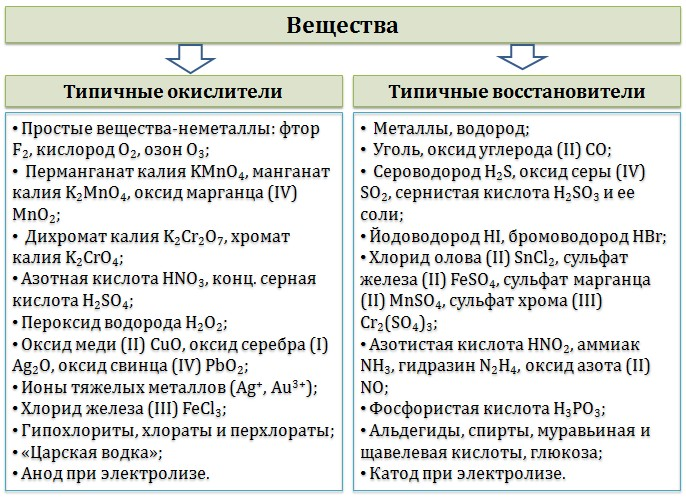 Вещества
Типичные окислители
• Простые вещества-неметаллы: фтор
F₂, кислород O₂, озон O₃;
• Перманганат калия KMnO₄, манганат
калия K₂MnO₄, оксид марганца (IV)
MnO₂;
• Дихромат калия K₂Cr₂O₇, хромат
калия K₂CrO₄;
• Азотная кислота HNO₃, конц. серная
кислота H₂SO₄;
• Пероксид водорода H₂O₂;
• Оксид меди (II) CuO, оксид серебра (I)
Ag₂O, оксид свинца (IV) PbO₂;
• Ионы тяжелых металлов (Ag⁺, Au³⁺);
• Хлорид железа (III) FeCl₃;
• Гипохлориты, хлораты и перхлораты;
• «Царская водка»;
• Анод при электролизе.
Типичные восстановители
• Металлы, водород;
• Уголь, оксид углерода (II) CO;
• Сероводород H₂S, оксид серы (IV)
SO₂, сернистая кислота H₂SO₃ и ее
соли;
• Йодоводород HI, бромоводород HBr;
• Хлорид олова (II) SnCl₂, сульфат
железа (II) FeSO₄, сульфат марганца
(II) MnSO₄, сульфат хрома (III)
Cr₂(SO₄)₃;
• Азотистая кислота HNO₂, аммиак
NH₃, гидразин N₂H₄, оксид азота (II)
NO;
• Фосфористая кислота H₃PO₃;
• Альдегиды, спирты, муравьиная и
щавелевая кислоты, глюкоза;
• Катод при электролизе.